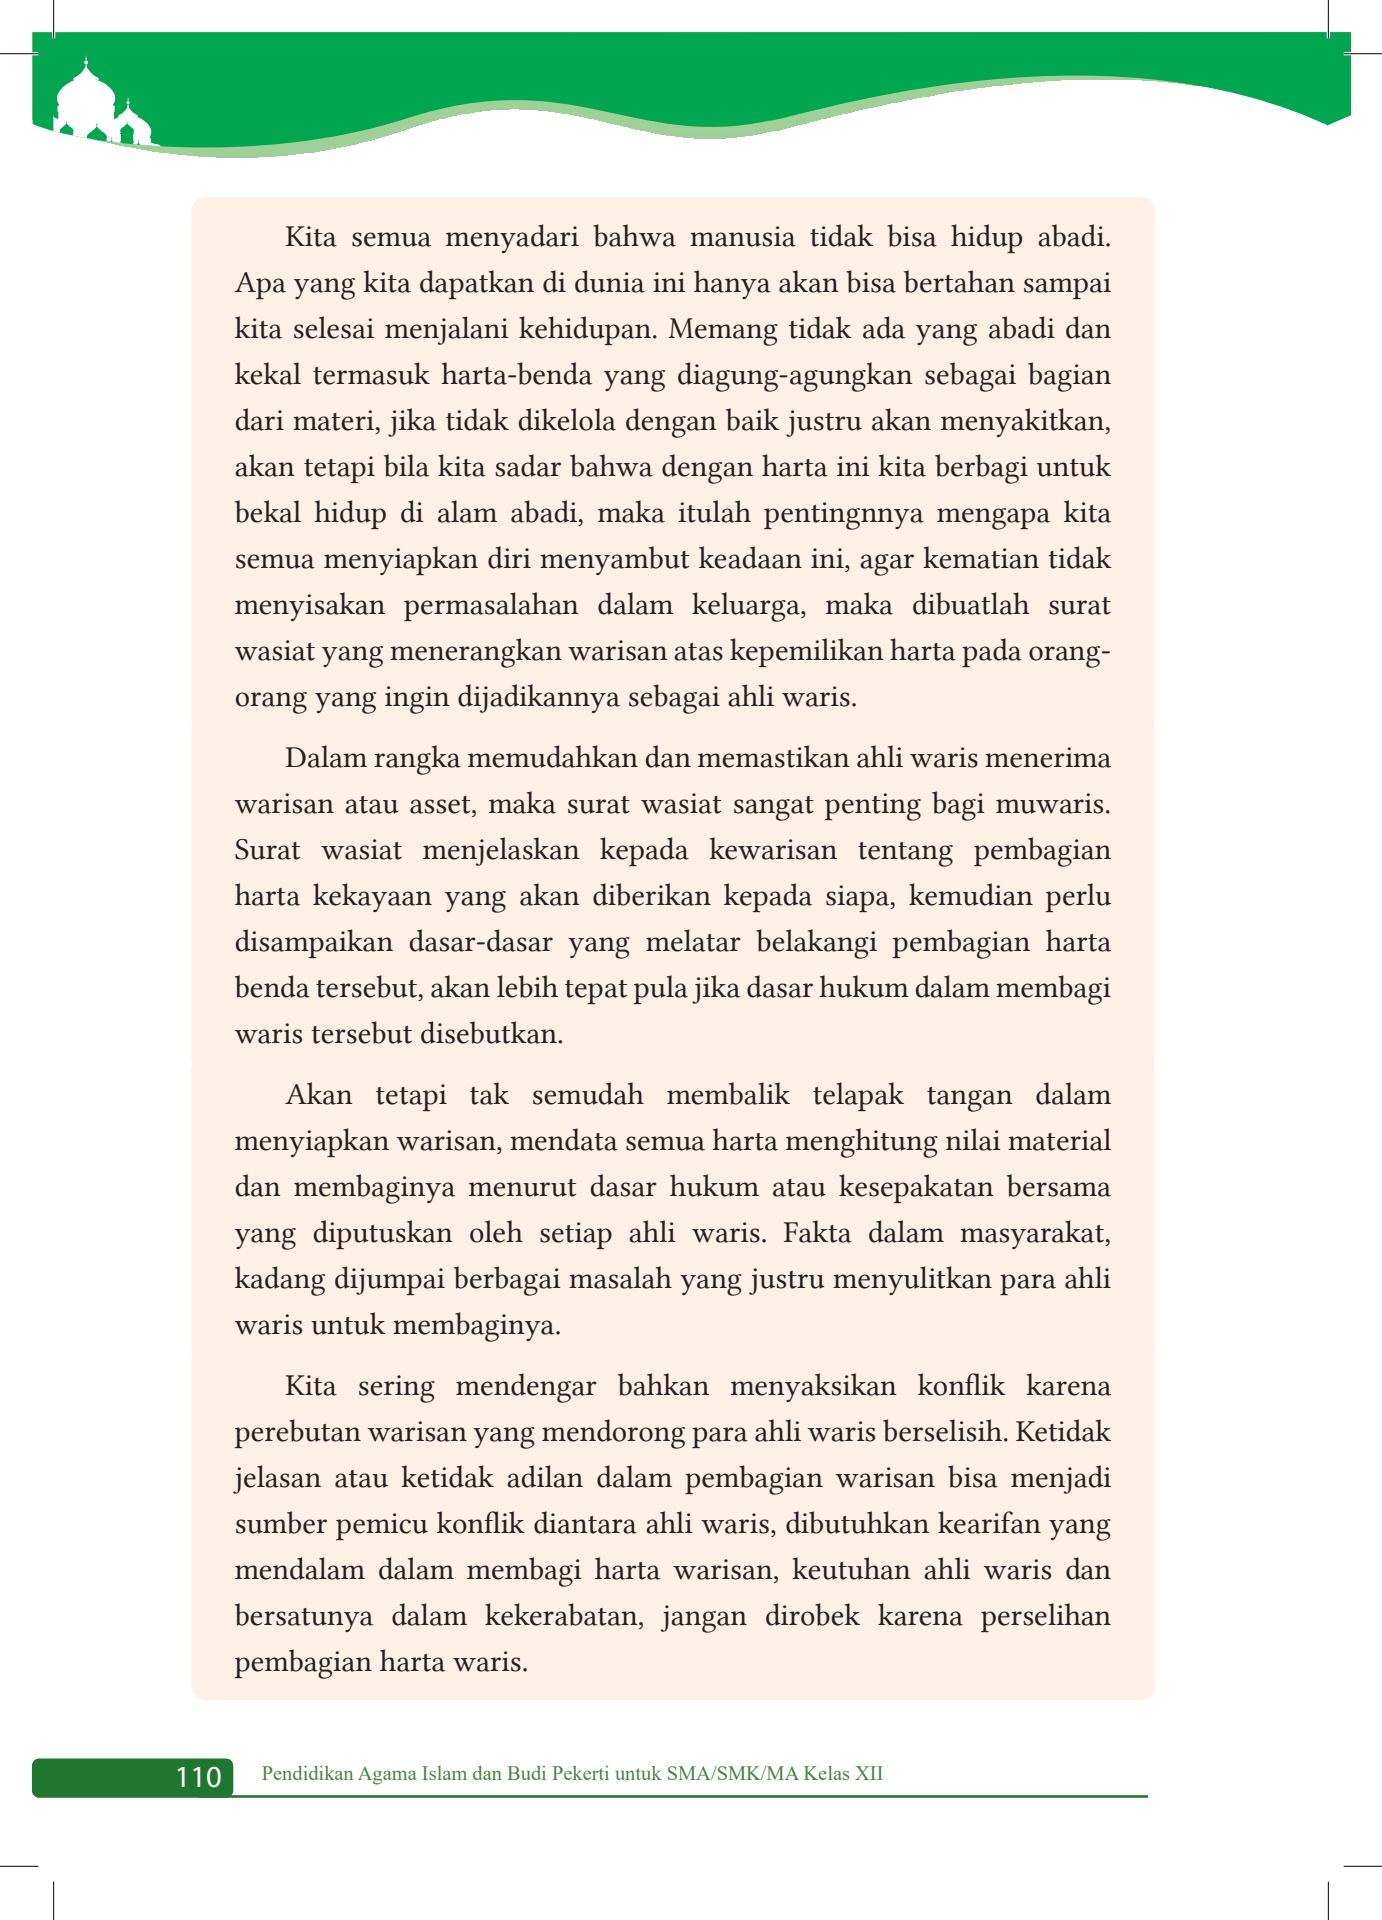 Kita semua menyadari bahwa manusia tidak bisa hidup abadi.
Apa yang kita dapatkan di dunia ini hanya akan bisa bertahan sampai
kita selesai menjalani kehidupan. Memang tidak ada yang abadi dan
kekal termasuk harta-benda yang diagung-agungkan sebagai bagian
dari materi, jika tidak dikelola dengan baik justru akan menyakitkan,
akan tetapi bila kita sadar bahwa dengan harta ini kita berbagi untuk
bekal hidup di alam abadi, maka itulah pentingnnya mengapa kita
semua menyiapkan diri menyambut keadaan ini, agar kematian tidak
menyisakan permasalahan dalam keluarga, maka dibuatlah surat
wasiat yang menerangkan warisan atas kepemilikan harta pada orang-
orang yang ingin dijadikannya sebagai ahli waris.
Dalam rangka memudahkan dan memastikan ahli waris menerima
warisan atau asset, maka surat wasiat sangat penting bagi muwaris.
Surat wasiat menjelaskan kepada kewarisan tentang pembagian
harta kekayaan yang akan diberikan kepada siapa, kemudian perlu
disampaikan dasar-dasar yang melatar belakangi pembagian harta
benda tersebut, akan lebih tepat pula jika dasar hukum dalam membagi
waris tersebut disebutkan.
Akan tetapi tak semudah membalik telapak tangan dalam
menyiapkan warisan, mendata semua harta menghitung nilai material
dan membaginya menurut dasar hukum atau kesepakatan bersama
yang diputuskan oleh setiap ahli waris. Fakta dalam masyarakat,
kadang dijumpai berbagai masalah yang justru menyulitkan para ahli
waris untuk membaginya.
Kita sering mendengar bahkan menyaksikan konflik karena
perebutan warisan yang mendorong para ahli waris berselisih. Ketidak
jelasan atau ketidak adilan dalam pembagian warisan bisa menjadi
sumber pemicu konflik diantara ahli waris, dibutuhkan kearifan yang
mendalam dalam membagi harta warisan, keutuhan ahli waris dan
bersatunya dalam kekerabatan, jangan dirobek karena perselihan
pembagian harta waris.
110 Pendidikan Agama Islam dan Budi Pekerti untuk SMA/SMK/MA Kelas XII